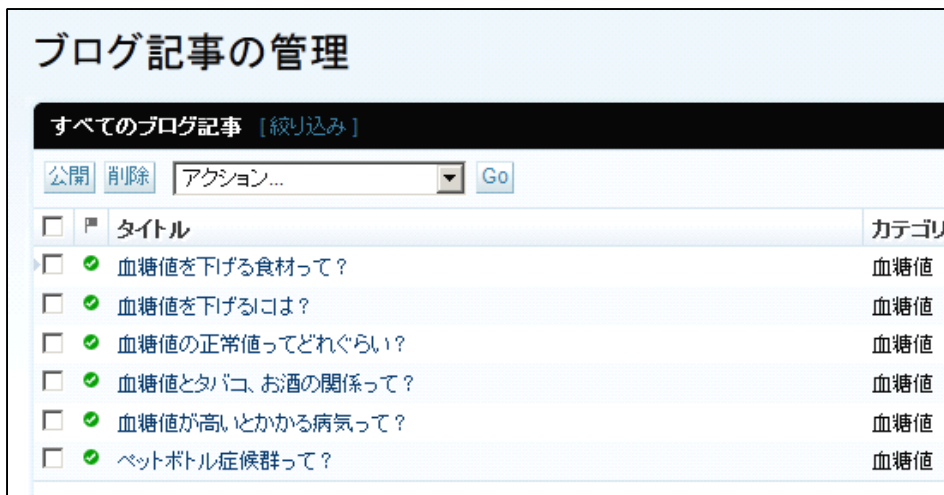 ブログ記事の管理
すべてのブログ記事 [絞り込み]
公開 削除 アクション... Go
タイトル カテゴリ
血糖値を下げる食材って? 血糖値
血糖値を下げるには? 血糖値
血糖値の正常値ってどれぐらい? 血糖値
血糖値とタバコ、お酒の関係って? 血糖値
血糖値が高いとかかる病気って? 血糖値
ペットボトル症候群って? 血糖値